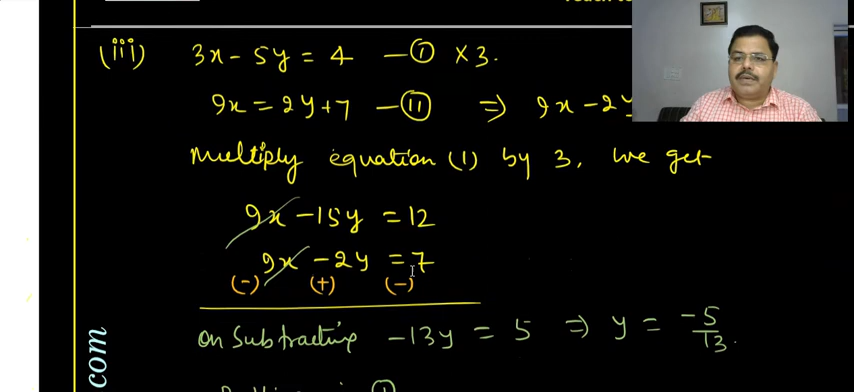 (iii) 3x - 5y = 4 —① × 3.
9x = 2y + 7 —⑪ ⇒ 9x - 2y
Multiply equation (1) by 3, we get
9x - 15y = 12
9x - 2y = 7
(-) (+) (-)
on Subtracting -13y = 5 ⇒ y = -5/13.
com